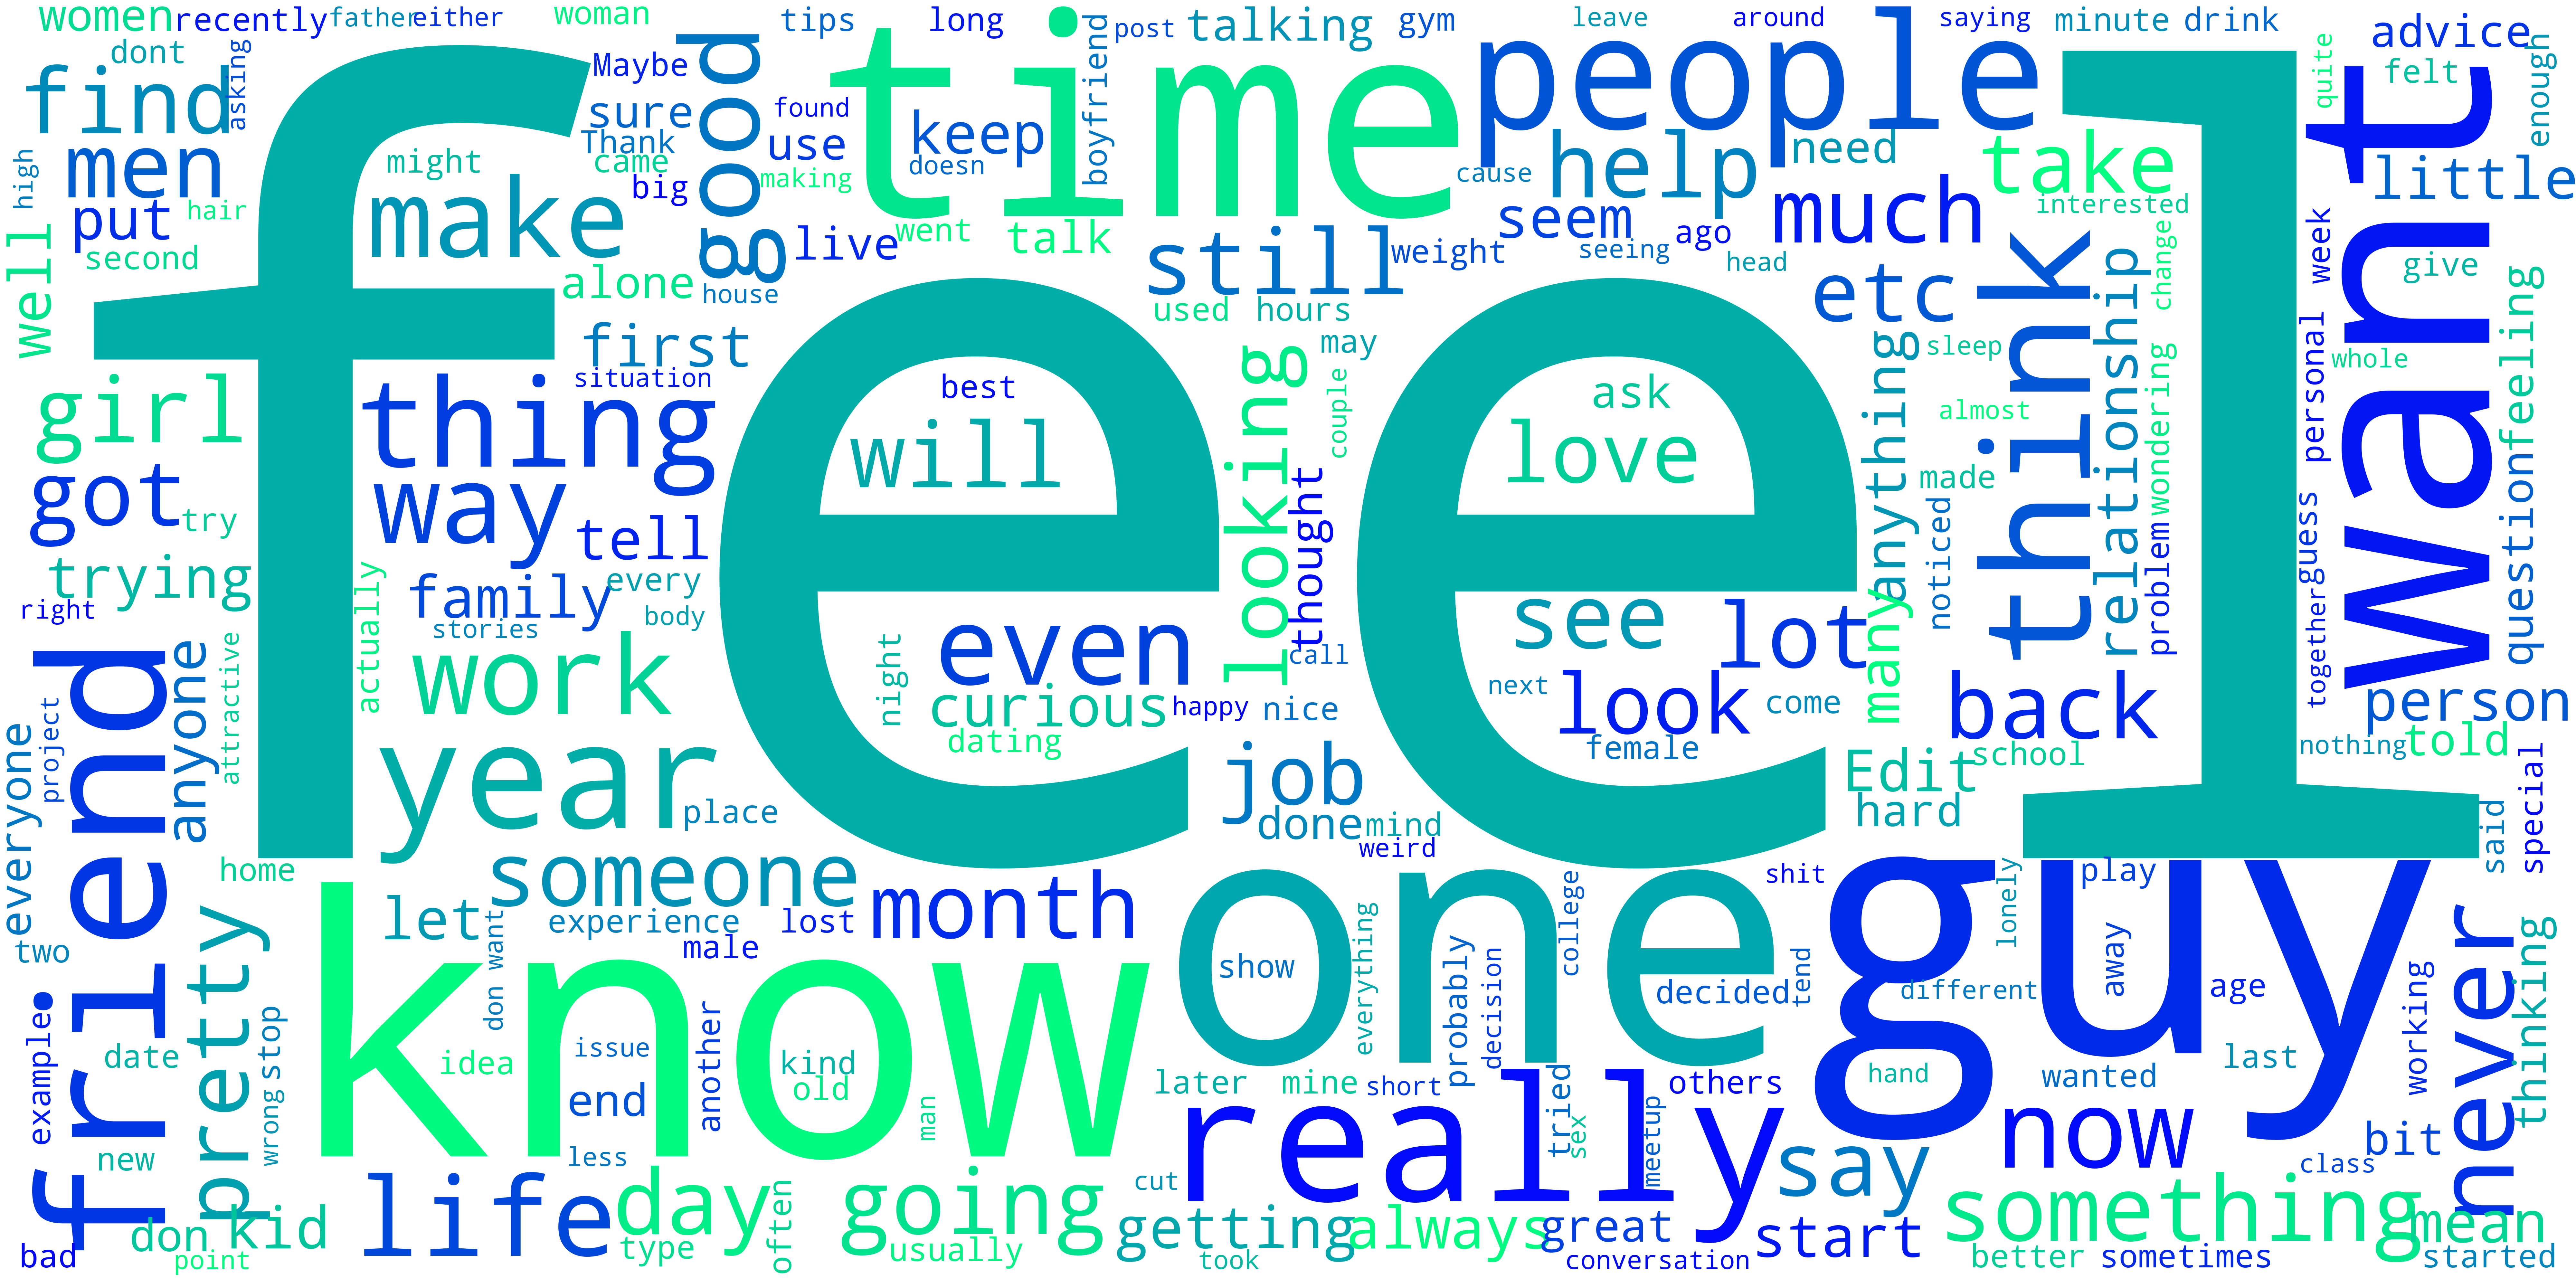 women
recently
father
either
woman
tips
long
boyfriend
post
talking
gym
leave
around
saying
minute
drink
quite
advice
enough
dont
asking
Maybe
good
time
people
felt
find
sure
found
keep
Thank
use
doesn
help
need
take
want
little
men
might
came
big
making
cause
high
put
hair
make
seem
much
interested
well
second
live
went
talk
still
weight
seeing
ago
head
etc
think
relationship
change
week
give
alone
house
used
hours
feel
first
looking
may
anything
sleep
personal
questionfeeling
girl
thing
situation
best
couple
ask
wondering
whole
will
love
almost
got
way
thought
made
try
tell
noticed
problem
guess
trying
actually
family
every
see
lot
many
together
right
stories
body
even
call
friend
anyone
attractive
work
night
curious
happy
nice
next
look
come
back
person
everyone
project
dating
female
nothing
told
year
job
Edit
school
special
place
done
mind
hard
said
home
someone
weird
shit
guy
play
lonely
two
pretty
let
don want
experience
lost
month
one
college
never
thinking
male
know
show
everything
probably
decision
decided
tend
different
away
age
working
example
date
stop
wrong
idea
issue
another
kind
old
man
later
mine
short
others
hand
wanted
last
end
really
tried
sex
meetup
now
bit
new
less
say
class
life
day
often
going
cut
something
mean
don
kid
type
usually
getting
always
great
start
bad
point
took
conversation
better
sometimes
started